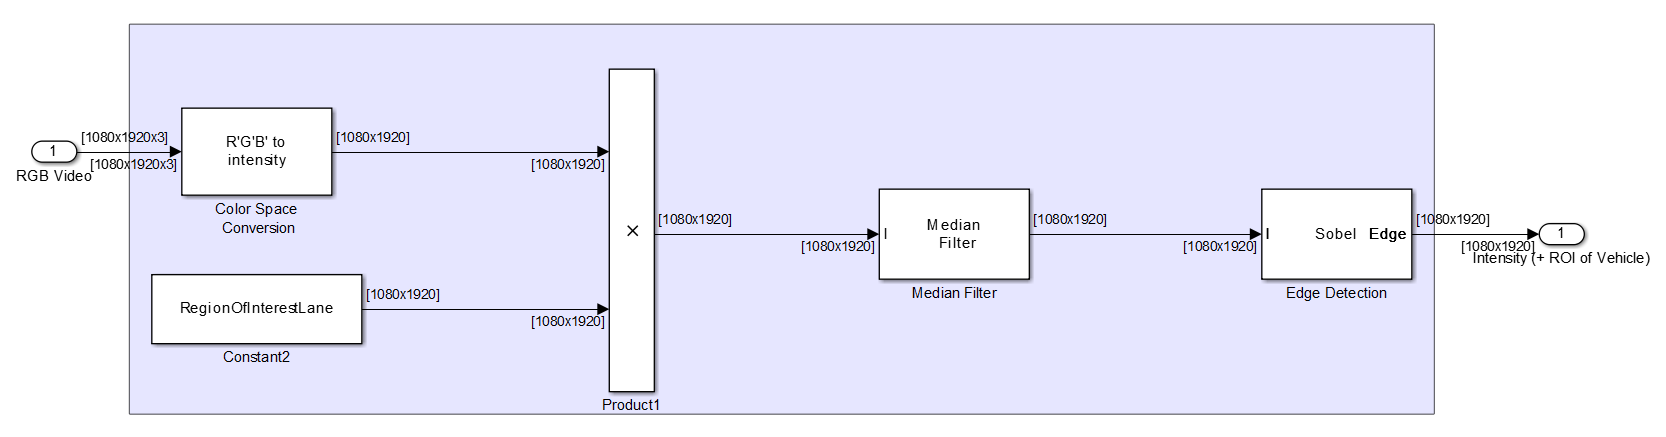 1
RGB Video
[1080x1920x3]
[1080x1920x3]
R'G'B' to
intensity
Color Space
Conversion
[1080x1920]
[1080x1920]
RegionOfInterestLane
Constant2
[1080x1920]
[1080x1920]
×
Product1
[1080x1920]
[1080x1920]
I
Median
Filter
Median Filter
[1080x1920]
[1080x1920]
I
Sobel
Edge
Edge Detection
[1080x1920]
[1080x1920]
1
Intensity (+ ROI of Vehicle)